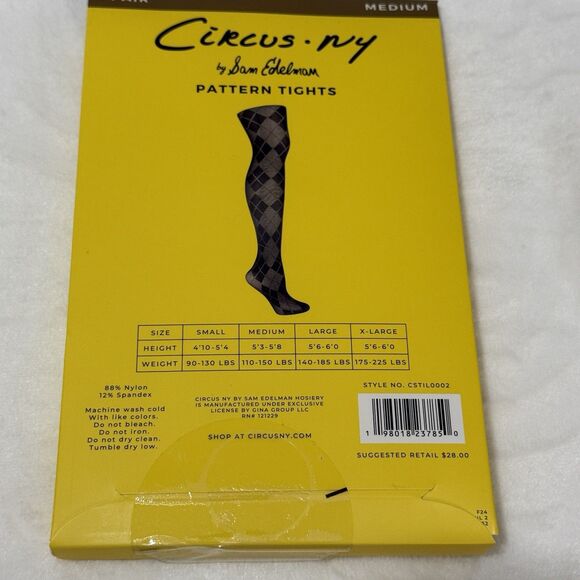 MEDIUM
CIRCUS · NY
by Sam Edelman
PATTERN TIGHTS
SIZE SMALL MEDIUM LARGE X-LARGE
HEIGHT 4'10-5'4 5'3-5'8 5'6-6'0 5'6-6'0
WEIGHT 90-130 LBS 110-150 LBS 140-185 LBS 175-225 LBS
88% Nylon
12% Spandex
Machine wash cold
With like colors.
Do not bleach.
Do not iron.
Do not dry clean.
Tumble dry low.
CIRCUS NY BY SAM EDELMAN HOSIERY
IS MANUFACTURED UNDER EXCLUSIVE
LICENSE BY GINA GROUP LLC
RN# 121229
SHOP AT CIRCUSNY.COM
STYLE NO. CSTIL0002
1 98018 23785 0
SUGGESTED RETAIL $28.00
F24